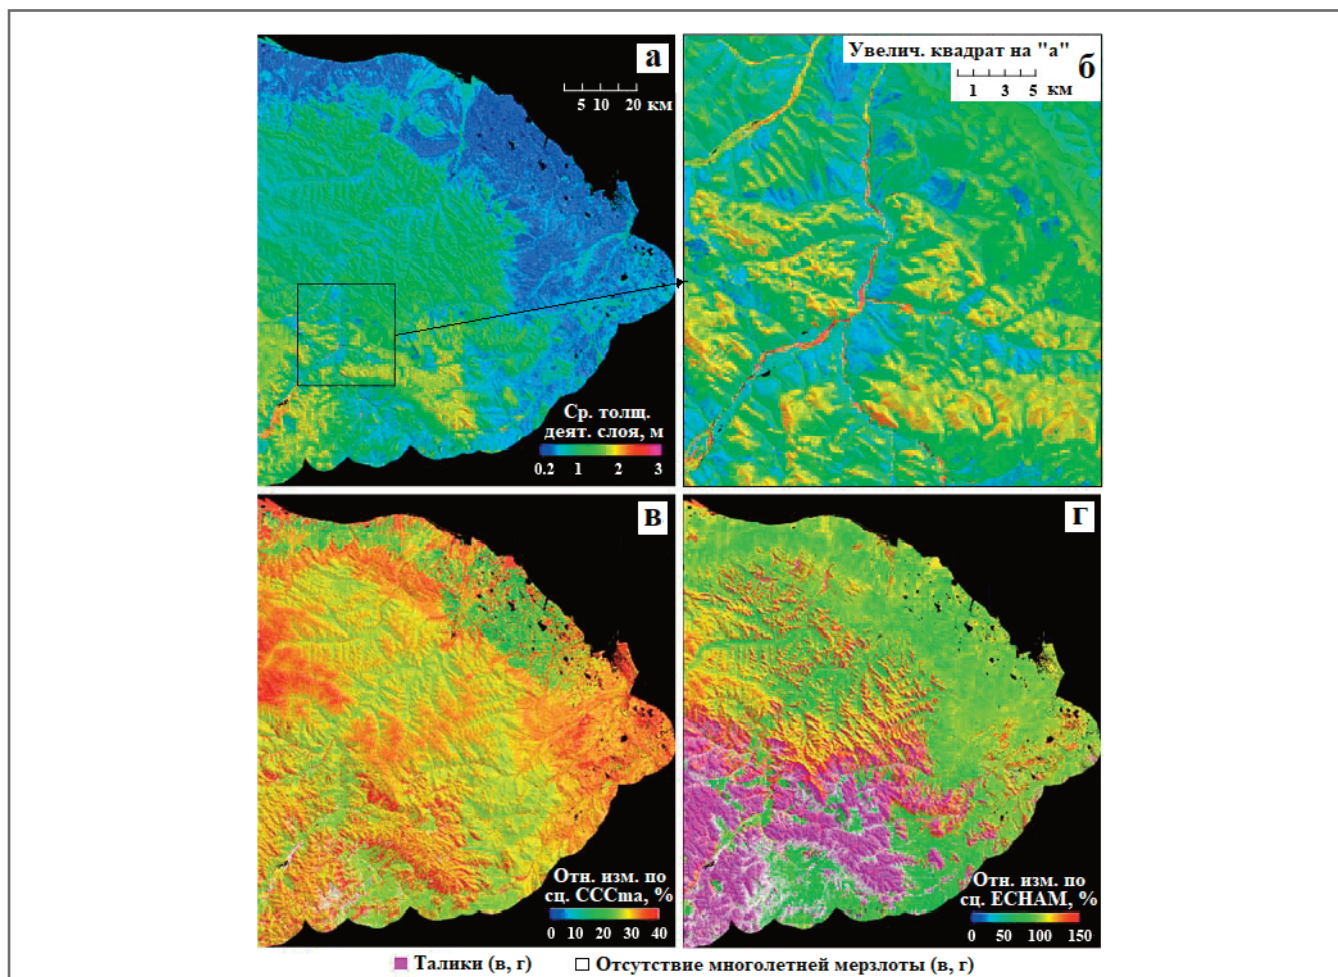 а
5 10 20 км
Ср. толщ.
деят. слоя, м
0.2 1 2 3
Увелич. квадрат на "а"
б
1 3 5 км
в
Отн. изм. по
сц. CCCma, %
0 10 20 30 40
г
Отн. изм. по
сц. ECHAM, %
0 50 100 150
Талики (в, г) Отсутствие многолетней мерзлоты (в, г)